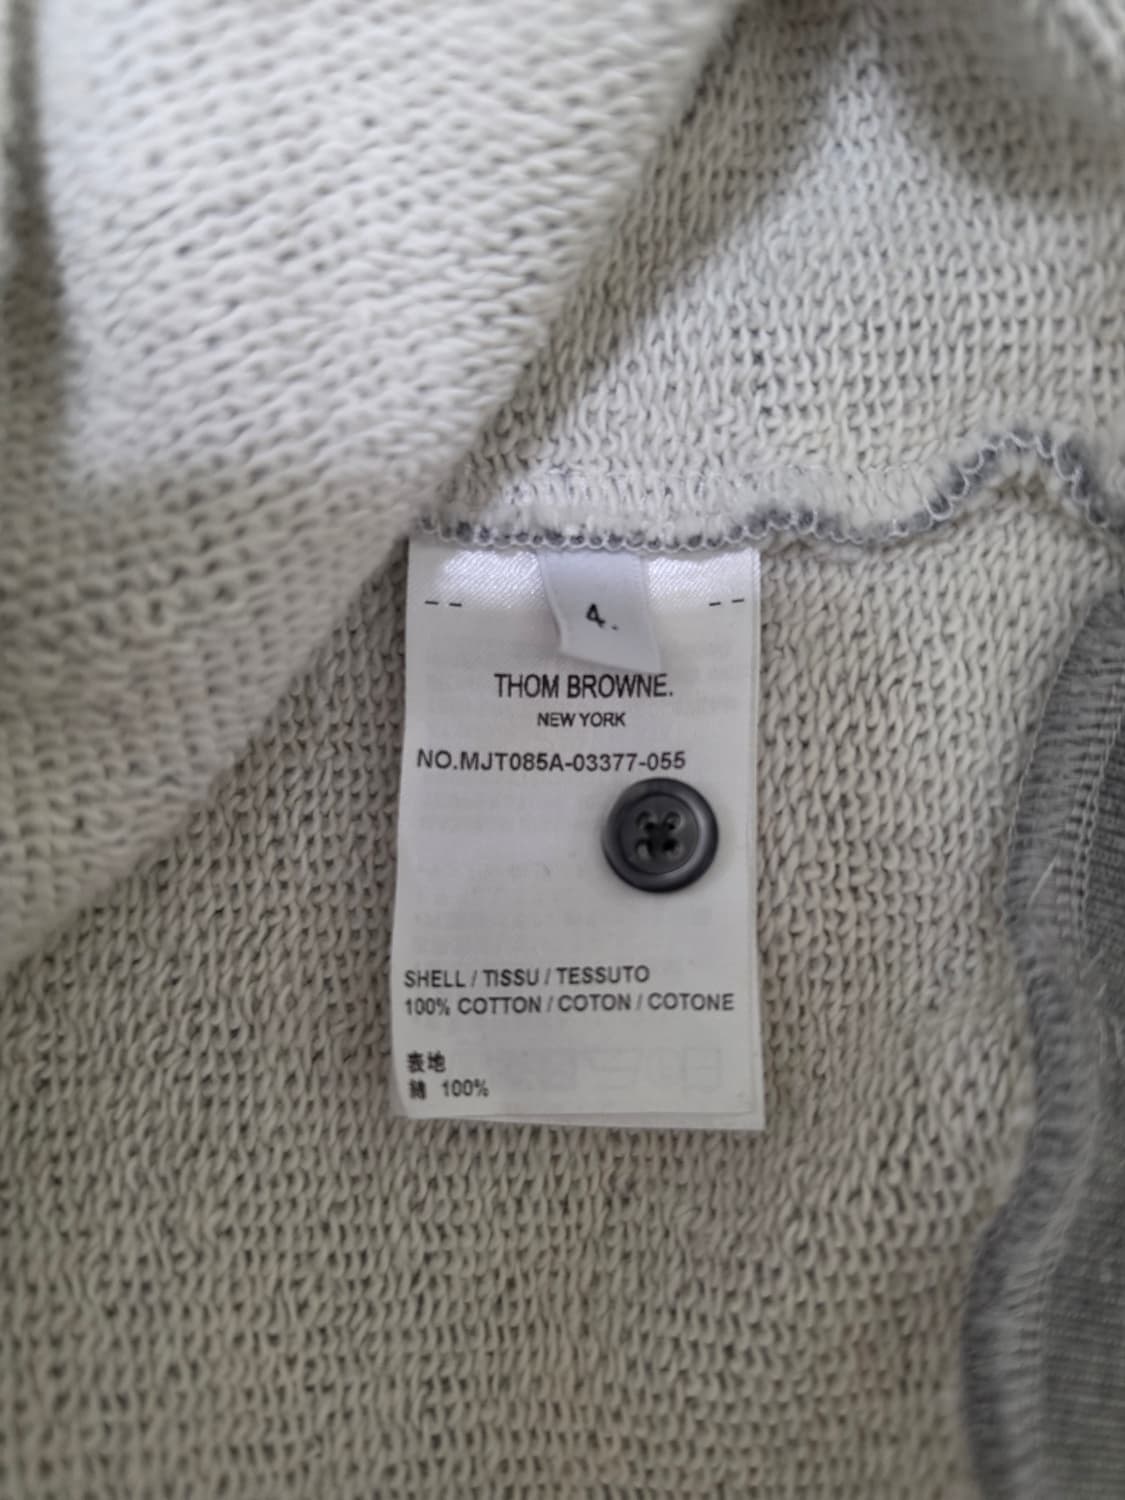 4.
THOM BROWNE.
NEW YORK
NO.MJT085A-03377-055
SHELL / TISSU / TESSUTO
100% COTTON / COTON / COTONE
表地
綿 100%